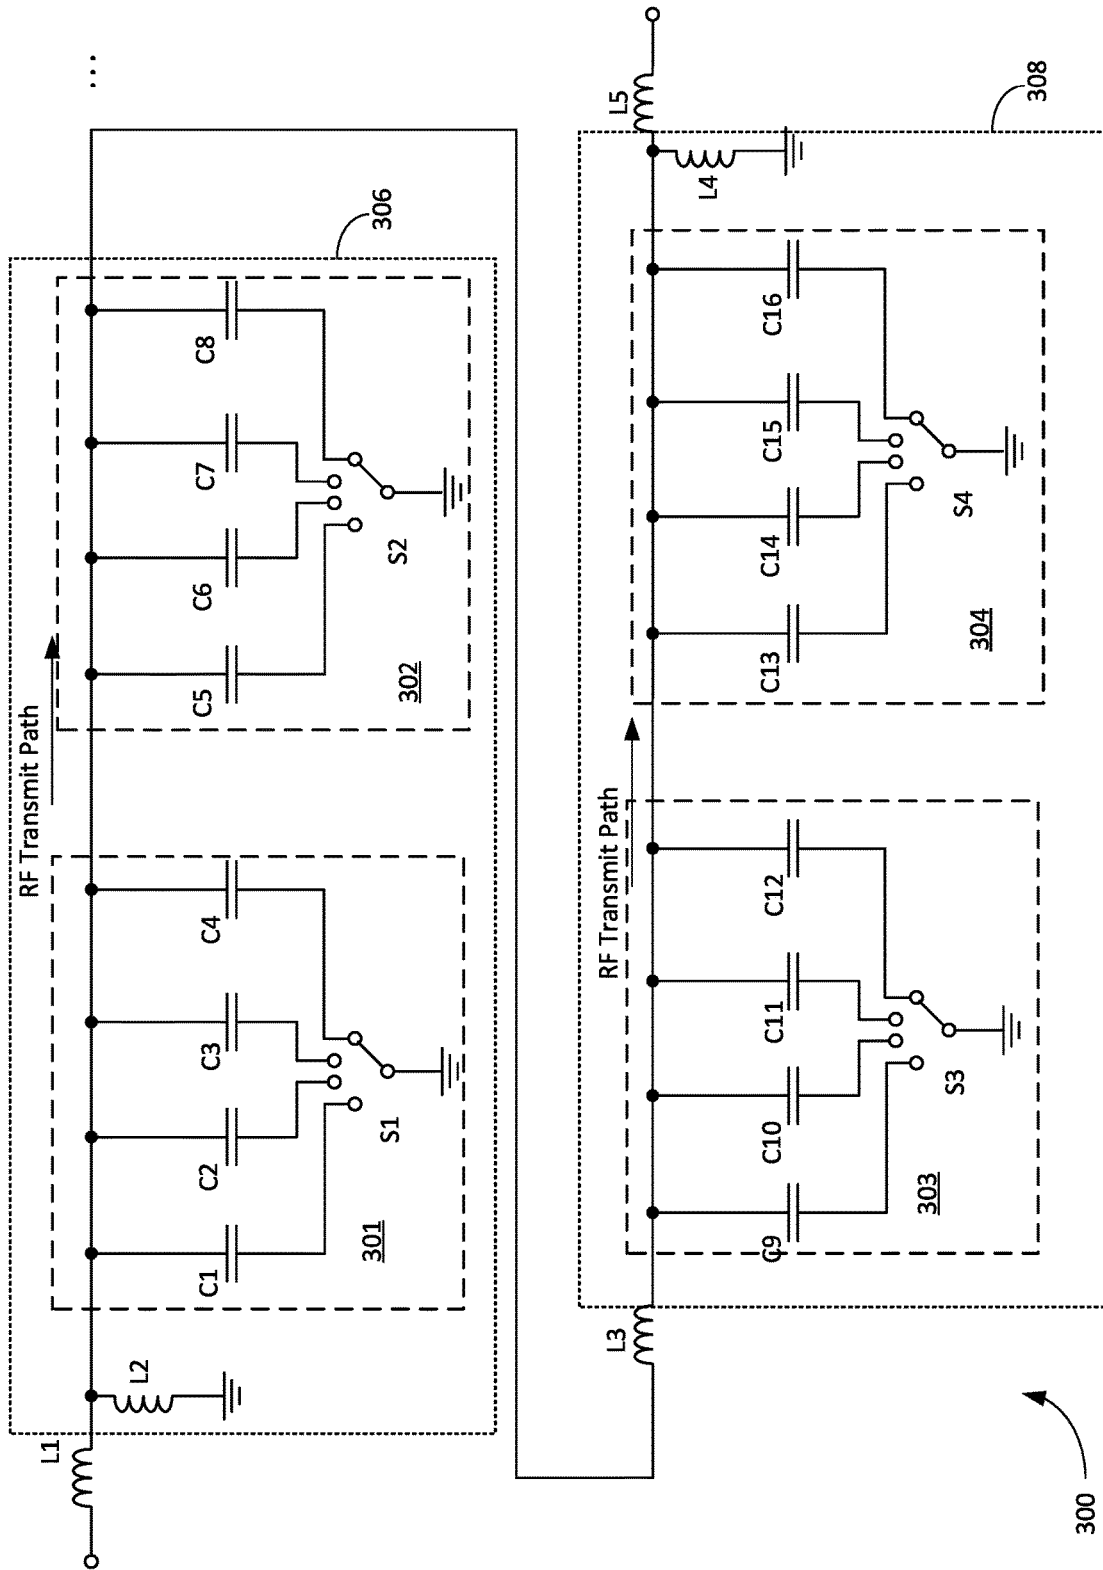 ...
RF Transmit Path
306
L1
L2
C1
C2
C3
C4
S1
301
C5
C6
C7
C8
S2
302
RF Transmit Path
308
L3
C9
C10
C11
C12
S3
303
C13
C14
C15
C16
S4
304
L4
L5
300